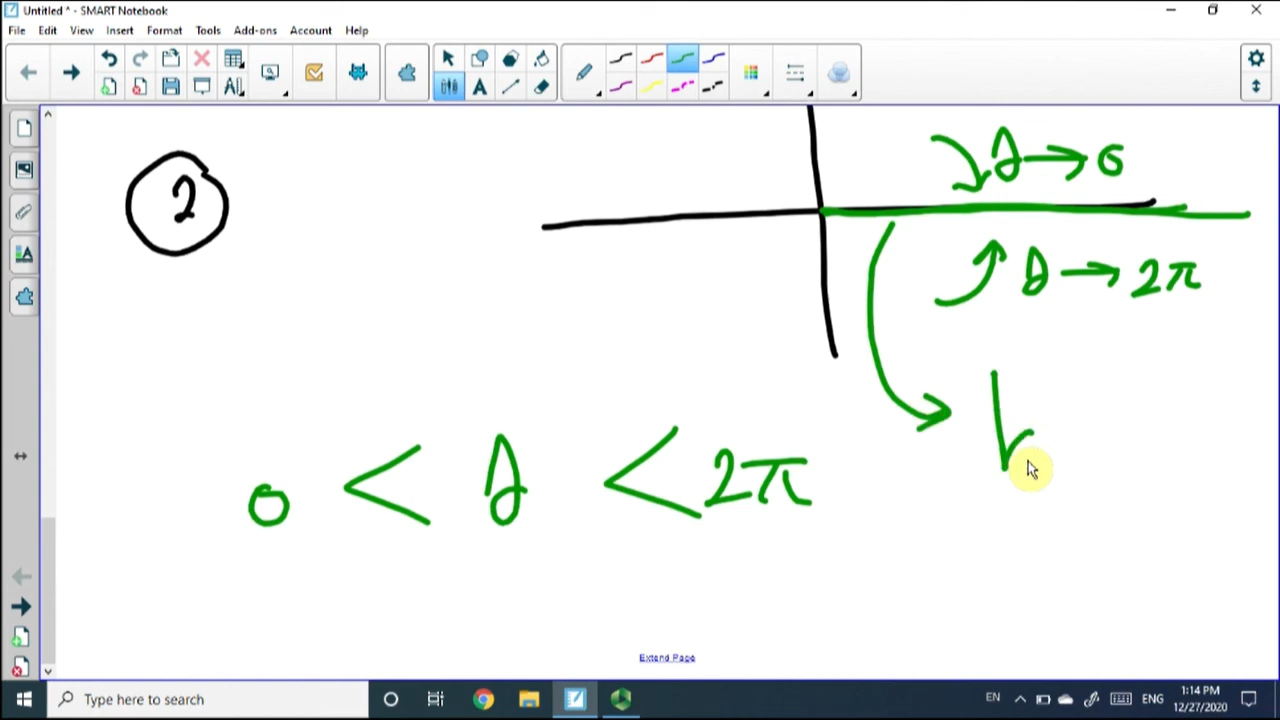 Untitled * - SMART Notebook
File Edit View Insert Format Tools Add-ons Account Help
2
→ 0
→ 2π
0 < < 2π
Extend Page
Type here to search
EN
ENG
1:14 PM
12/27/2020